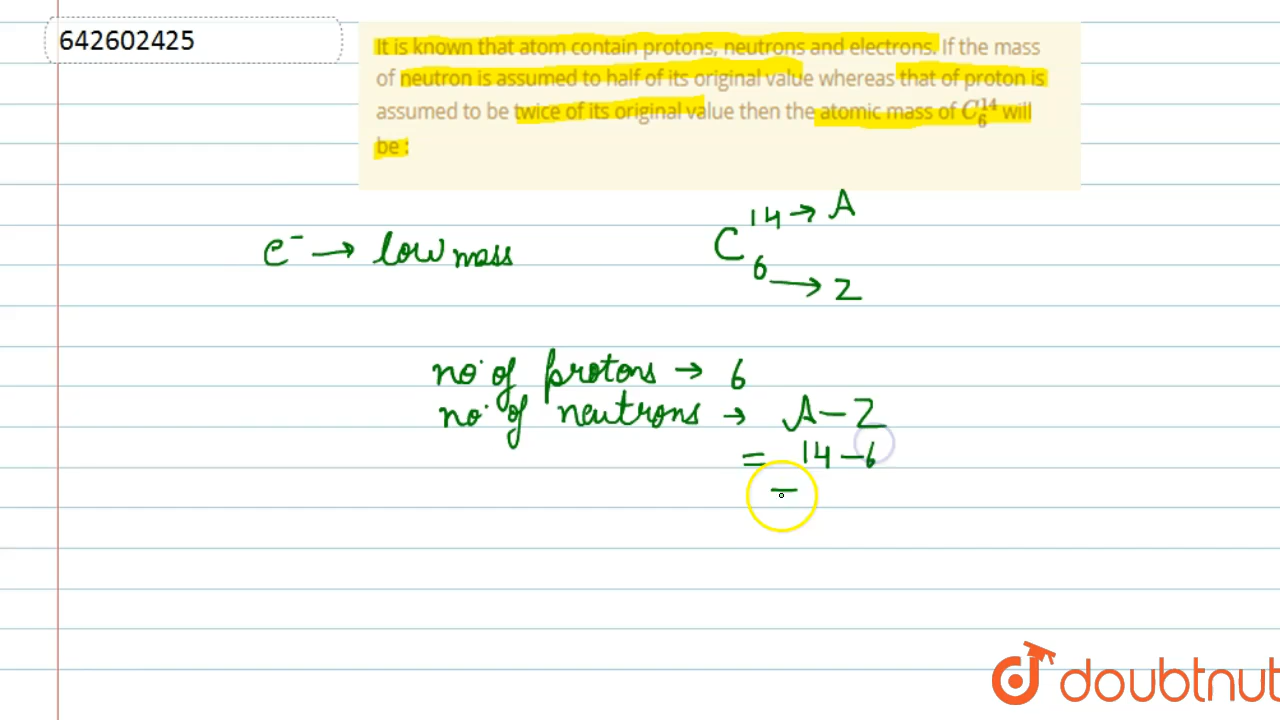 642602425
It is known that atom contain protons, neutrons and electrons. If the mass
of neutron is assumed to half of its original value whereas that of proton is
assumed to be twice of its original value then the atomic mass of C₆¹⁴ will
be :
e⁻ → low mass
C₆¹⁴
14 → A
6 → Z
no. of protons → 6
no. of neutrons → A – Z
= 14 – 6
doubtnut